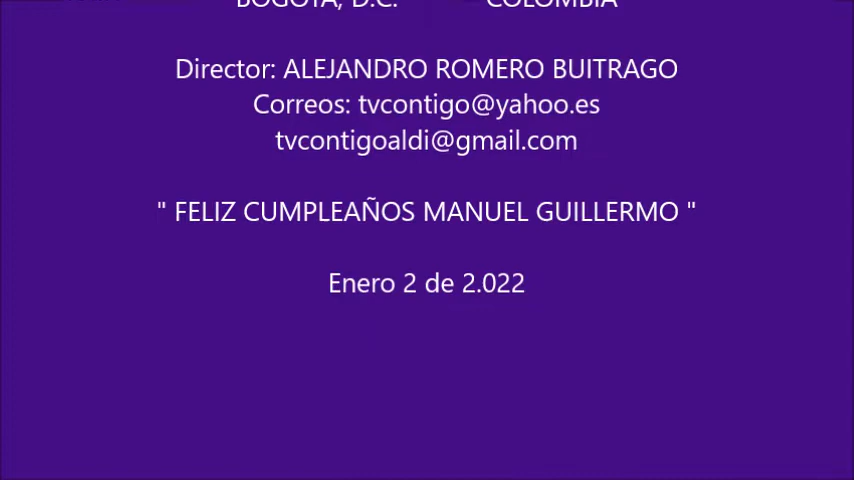 BOGOTÁ, D.C. COLOMBIA
Director: ALEJANDRO ROMERO BUITRAGO
Correos: tvcontigo@yahoo.es
tvcontigoaldi@gmail.com
" FELIZ CUMPLEAÑOS MANUEL GUILLERMO "
Enero 2 de 2.022